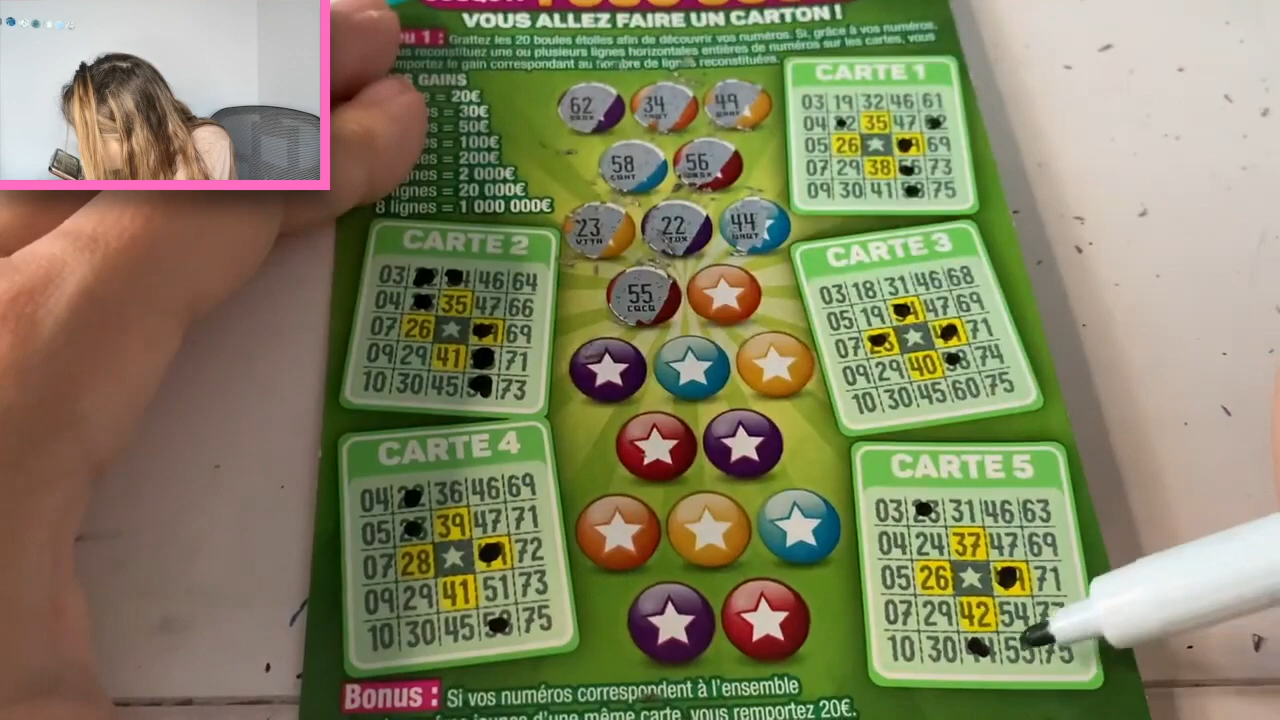 VOUS ALLEZ FAIRE UN CARTON !
Grattez les 20 boules étoiles afin de découvrir vos numéros. Si, grâce à vos numéros,
reconstituez une ou plusieurs lignes horizontales entières de numéros sur les cartes, vous
remportez le gain correspondant au nombre de lignes reconstituées.
GAINS
= 20€
= 30€
= 50€
= 100€
= 200€
= 2 000€
lignes = 20 000€
8 lignes = 1 000 000€
62 34 49
58 56
23 22 44
55
CARTE 1
03 19 32 46 61
04 35 47
05 26 69
07 29 38 73
09 30 41 75
CARTE 2
03 46 64
04 35 47 66
07 26 69
09 29 41 71
10 30 45 73
CARTE 3
03 18 31 46 68
05 19 47 69
07 71
09 29 40 74
10 30 45 60 75
CARTE 4
04 36 46 69
05 39 47 71
07 28 72
09 29 41 51 73
10 30 45 75
CARTE 5
03 31 46 63
04 24 37 47 69
05 26 71
07 29 42 54
10 30 55 75
Bonus : Si vos numéros correspondent à l'ensemble
jaunes d'une même carte, vous remportez 20€.